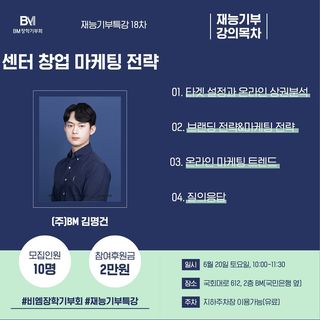 BM
BM장학기부회
재능기부특강 18차
재능기부
강의목차
센터 창업 마케팅 전략
01. 타겟 설정과 온라인 상권분석
02. 브랜딩 전략&마케팅 전략
03. 온라인 마케팅 트렌드
04. 질의응답
(주)BM 김명건
모집인원
10명
참여후원금
2만원
#비엠장학기부회 #재능기부특강
일시 6월 20일 토요일, 10:00~11:30
장소 국회대로 612, 2층 BM(국민은행 옆)
주차 지하주차장 이용가능(유료)